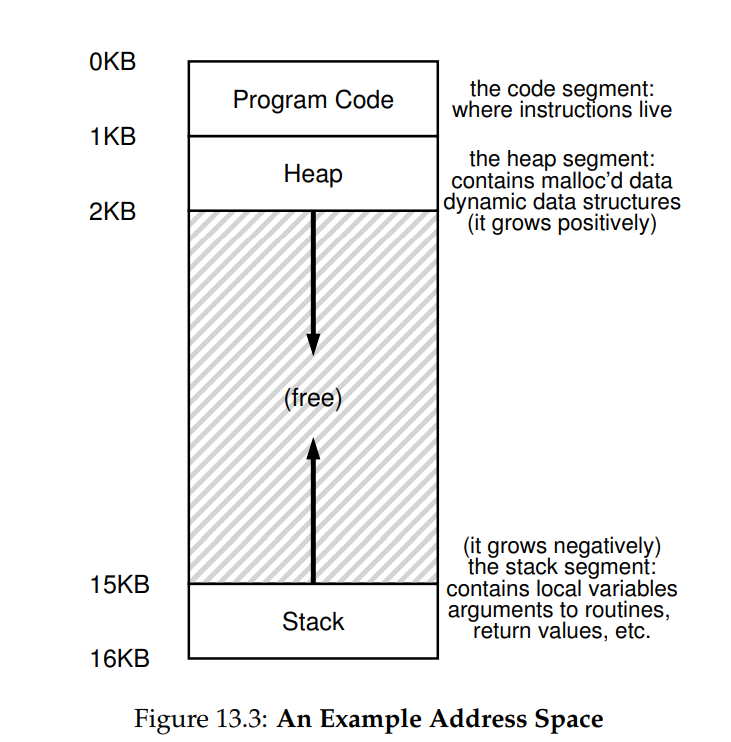 0KB
Program Code
the code segment:
where instructions live
1KB
Heap
the heap segment:
contains malloc’d data
dynamic data structures
(it grows positively)
2KB
(free)
(it grows negatively)
the stack segment:
contains local variables
arguments to routines,
return values, etc.
15KB
Stack
16KB
Figure 13.3: An Example Address Space